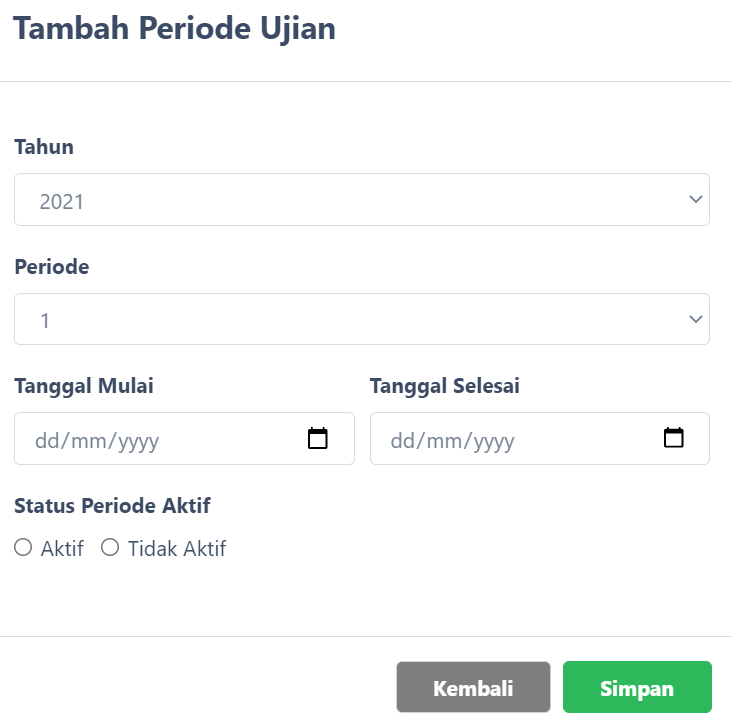 Tambah Periode Ujian
Tahun
2021
Periode
1
Tanggal Mulai Tanggal Selesai
dd/mm/yyyy dd/mm/yyyy
Status Periode Aktif
Aktif Tidak Aktif
Kembali Simpan